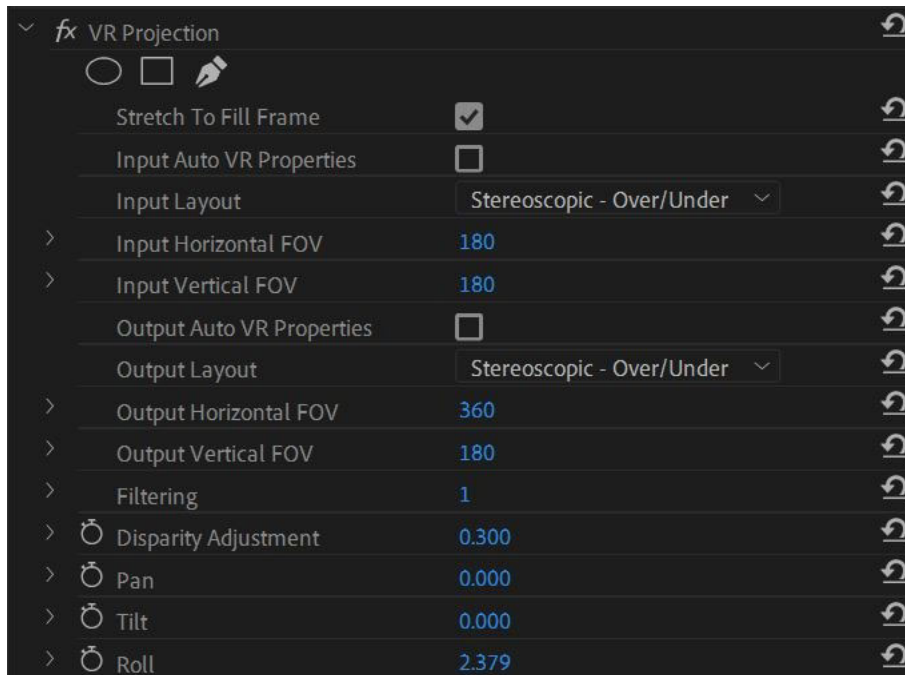 fx VR Projection
Stretch To Fill Frame
Input Auto VR Properties
Input Layout Stereoscopic - Over/Under
Input Horizontal FOV 180
Input Vertical FOV 180
Output Auto VR Properties
Output Layout Stereoscopic - Over/Under
Output Horizontal FOV 360
Output Vertical FOV 180
Filtering 1
Disparity Adjustment 0.300
Pan 0.000
Tilt 0.000
Roll 2.379